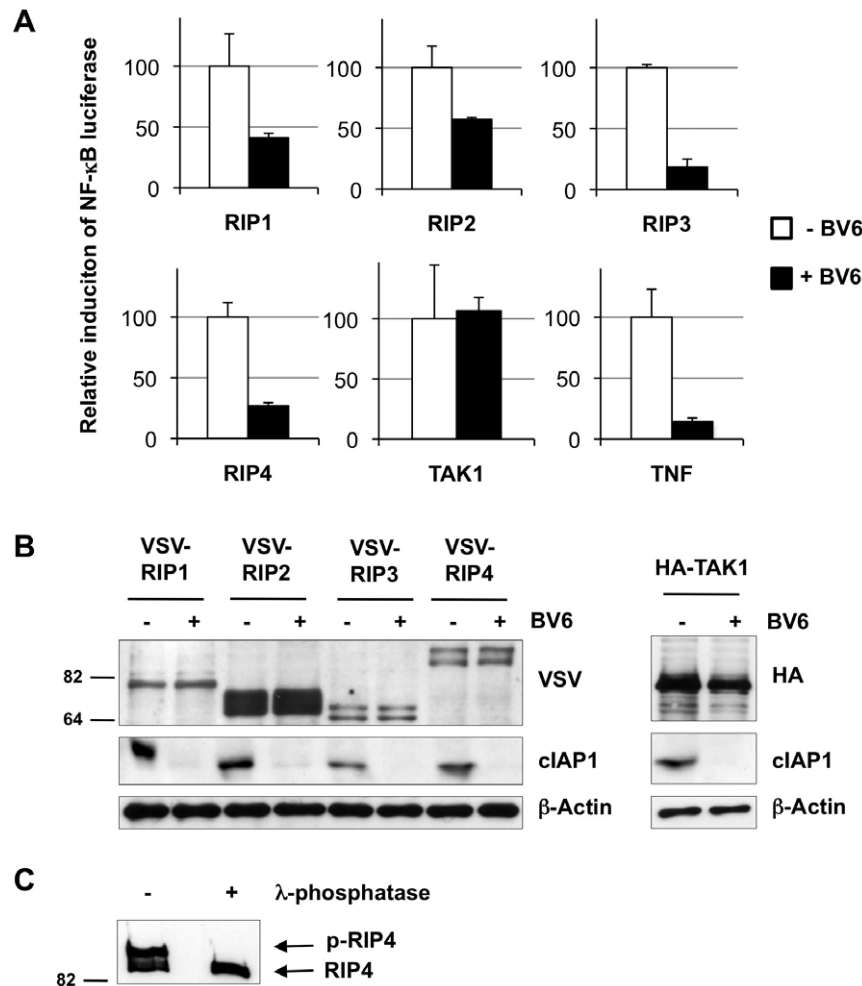 A
Relative induciton of NF-κB luciferase
100
50
0
RIP1
100
50
0
RIP2
100
50
0
RIP3
- BV6
+ BV6
100
50
0
RIP4
100
50
0
TAK1
100
50
0
TNF
B
VSV-
RIP1
VSV-
RIP2
VSV-
RIP3
VSV-
RIP4
HA-TAK1
- + - + - + - + BV6
- + BV6
82
64
VSV
HA
cIAP1
cIAP1
β-Actin
β-Actin
C
- + λ-phosphatase
p-RIP4
RIP4
82